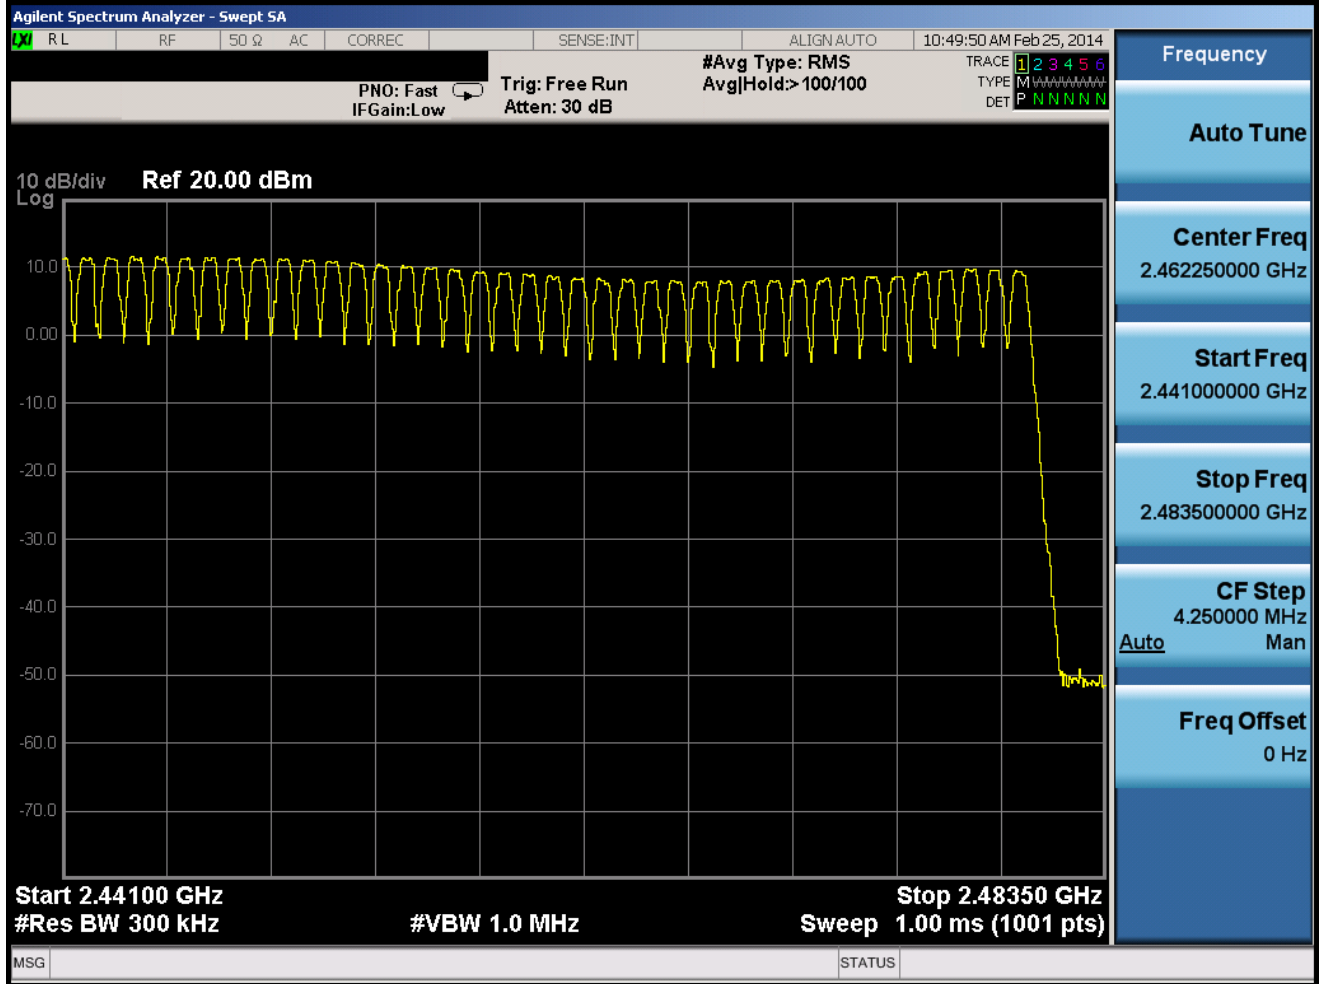 Agilent Spectrum Analyzer - Swept SA
LXI RL RF 50 Ω AC CORREC SENSE:INT ALIGN AUTO 10:49:50 AM Feb 25, 2014
PNO: Fast
IFGain:Low
Trig: Free Run
Atten: 30 dB
#Avg Type: RMS
Avg|Hold:>100/100
TRACE 1 2 3 4 5 6
TYPE M WWWWW
DET P N N N N N
10 dB/div
Log
Ref 20.00 dBm
10.0
0.00
-10.0
-20.0
-30.0
-40.0
-50.0
-60.0
-70.0
Start 2.44100 GHz
Stop 2.48350 GHz
#Res BW 300 kHz
#VBW 1.0 MHz
Sweep 1.00 ms (1001 pts)
Frequency
Auto Tune
Center Freq
2.462250000 GHz
Start Freq
2.441000000 GHz
Stop Freq
2.483500000 GHz
CF Step
4.250000 MHz
Auto Man
Freq Offset
0 Hz
MSG
STATUS